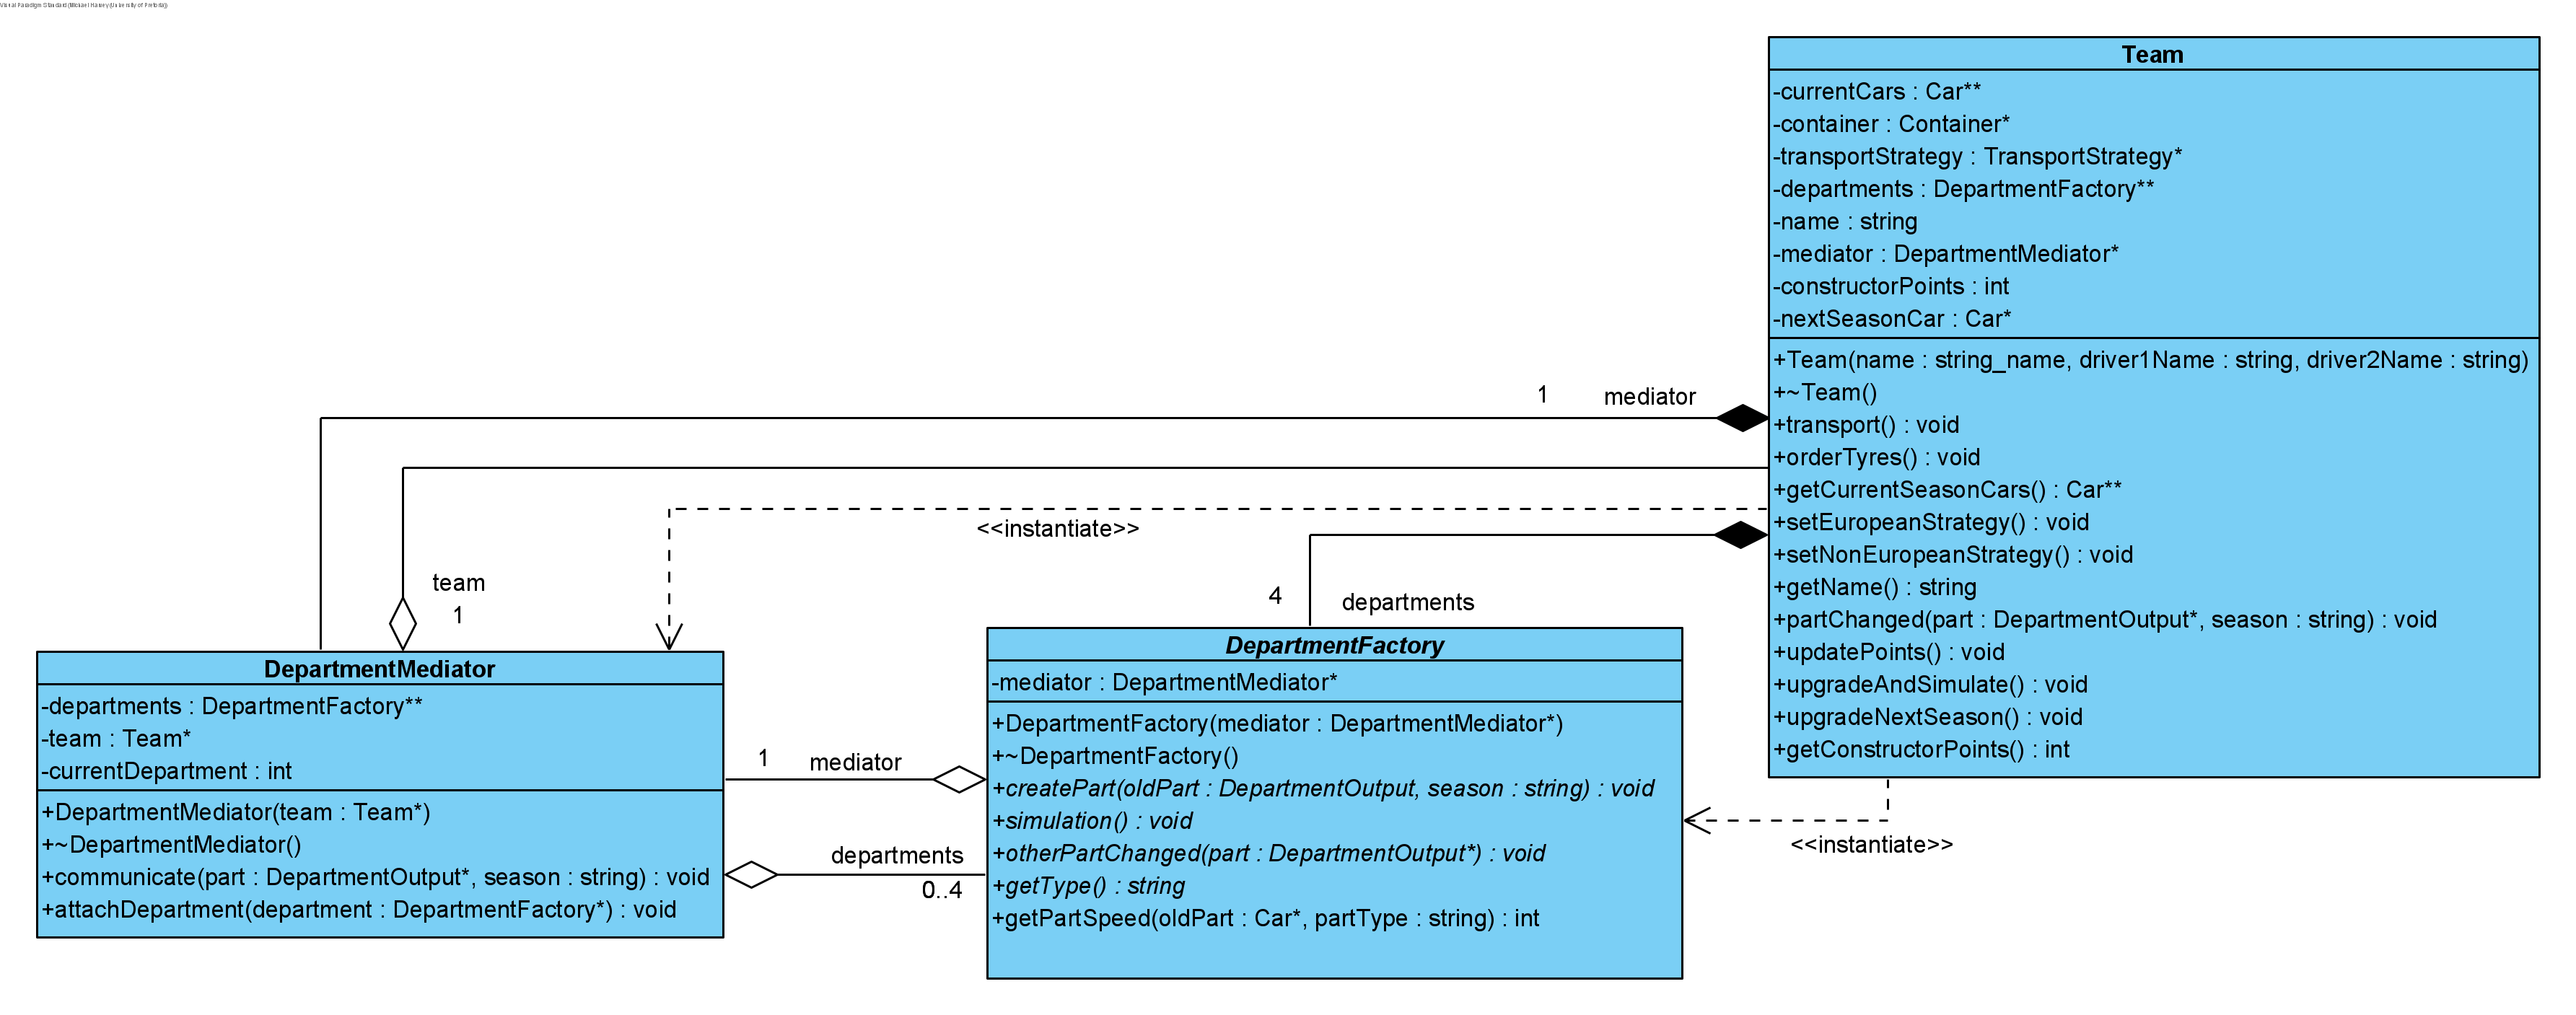 Visual Paradigm Standard(Michael Harvey(University of Pretoria))
Team
-currentCars : Car**
-container : Container*
-transportStrategy : TransportStrategy*
-departments : DepartmentFactory**
-name : string
-mediator : DepartmentMediator*
-constructorPoints : int
-nextSeasonCar : Car*
+Team(name : string_name, driver1Name : string, driver2Name : string)
+~Team()
+transport() : void
+orderTyres() : void
+getCurrentSeasonCars() : Car**
+setEuropeanStrategy() : void
+setNonEuropeanStrategy() : void
+getName() : string
+partChanged(part : DepartmentOutput*, season : string) : void
+updatePoints() : void
+upgradeAndSimulate() : void
+upgradeNextSeason() : void
+getConstructorPoints() : int
1 mediator
<<instantiate>>
team
1
4 departments
DepartmentMediator
-departments : DepartmentFactory**
-team : Team*
-currentDepartment : int
+DepartmentMediator(team : Team*)
+~DepartmentMediator()
+communicate(part : DepartmentOutput*, season : string) : void
+attachDepartment(department : DepartmentFactory*) : void
1 mediator
departments
0..4
DepartmentFactory
-mediator : DepartmentMediator*
+DepartmentFactory(mediator : DepartmentMediator*)
+~DepartmentFactory()
+createPart(oldPart : DepartmentOutput, season : string) : void
+simulation() : void
+otherPartChanged(part : DepartmentOutput*) : void
+getType() : string
+getPartSpeed(oldPart : Car*, partType : string) : int
<<instantiate>>